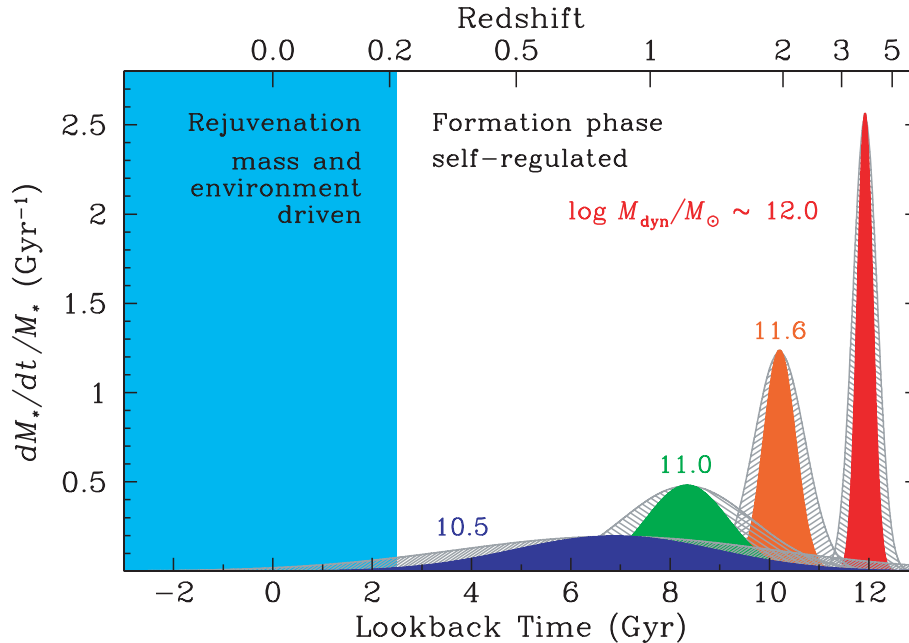 Redshift
0.0 0.2 0.5 1 2 3 5
Rejuvenation
mass and
environment
driven
Formation phase
self-regulated
log M_dyn/M_⊙ ~ 12.0
11.6
11.0
10.5
dM_*/dt/M_* (Gyr⁻¹)
2.5
2
1.5
1
0.5
-2 0 2 4 6 8 10 12
Lookback Time (Gyr)